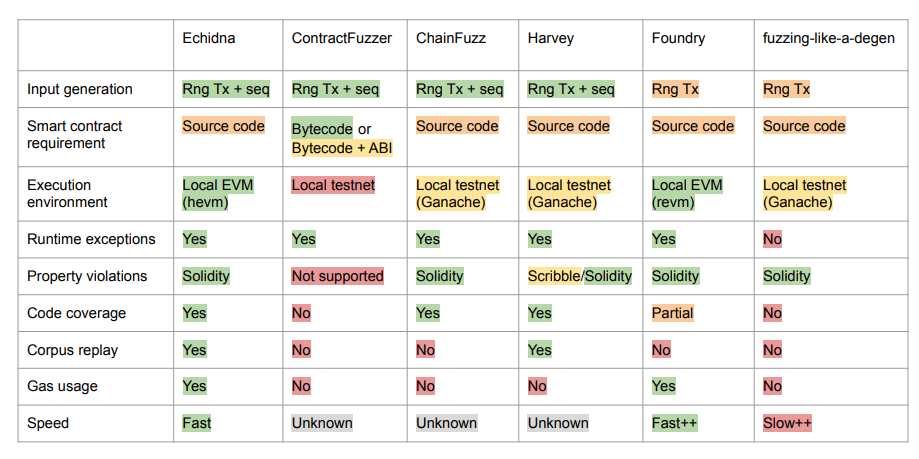 Echidna ContractFuzzer ChainFuzz Harvey Foundry fuzzing-like-a-degen
Input generation Rng Tx + seq Rng Tx + seq Rng Tx + seq Rng Tx + seq Rng Tx Rng Tx
Smart contract Source code Bytecode or Source code Source code Source code Source code
requirement Bytecode + ABI
Execution Local EVM Local testnet Local testnet Local testnet Local EVM Local testnet
environment (hevm) (Ganache) (Ganache) (revm) (Ganache)
Runtime exceptions Yes Yes Yes Yes Yes No
Property violations Solidity Not supported Solidity Scribble/Solidity Solidity Solidity
Code coverage Yes No Yes Yes Partial No
Corpus replay Yes No No Yes No No
Gas usage Yes No No No Yes No
Speed Fast Unknown Unknown Unknown Fast++ Slow++